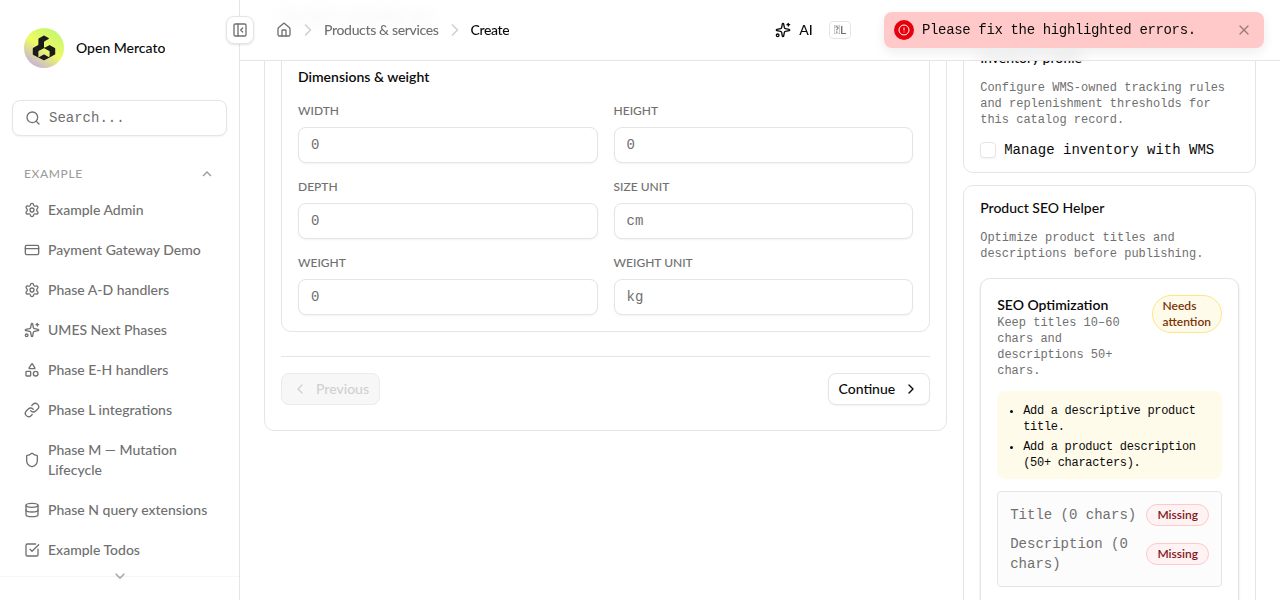 Open Mercato
Products & services
Create
AI
L
Please fix the highlighted errors.
Search...
EXAMPLE
Example Admin
Payment Gateway Demo
Phase A-D handlers
UMES Next Phases
Phase E-H handlers
Phase L integrations
Phase M — Mutation
Lifecycle
Phase N query extensions
Example Todos
Dimensions & weight
WIDTH
HEIGHT
0
0
DEPTH
SIZE UNIT
0
cm
WEIGHT
WEIGHT UNIT
0
kg
Previous
Continue
Inventory profile
Configure WMS-owned tracking rules
and replenishment thresholds for
this catalog record.
Manage inventory with WMS
Product SEO Helper
Optimize product titles and
descriptions before publishing.
SEO Optimization
Keep titles 10–60
chars and
descriptions 50+
chars.
Needs
attention
• Add a descriptive product
title.
• Add a product description
(50+ characters).
Title (0 chars)
Missing
Description (0
chars)
Missing